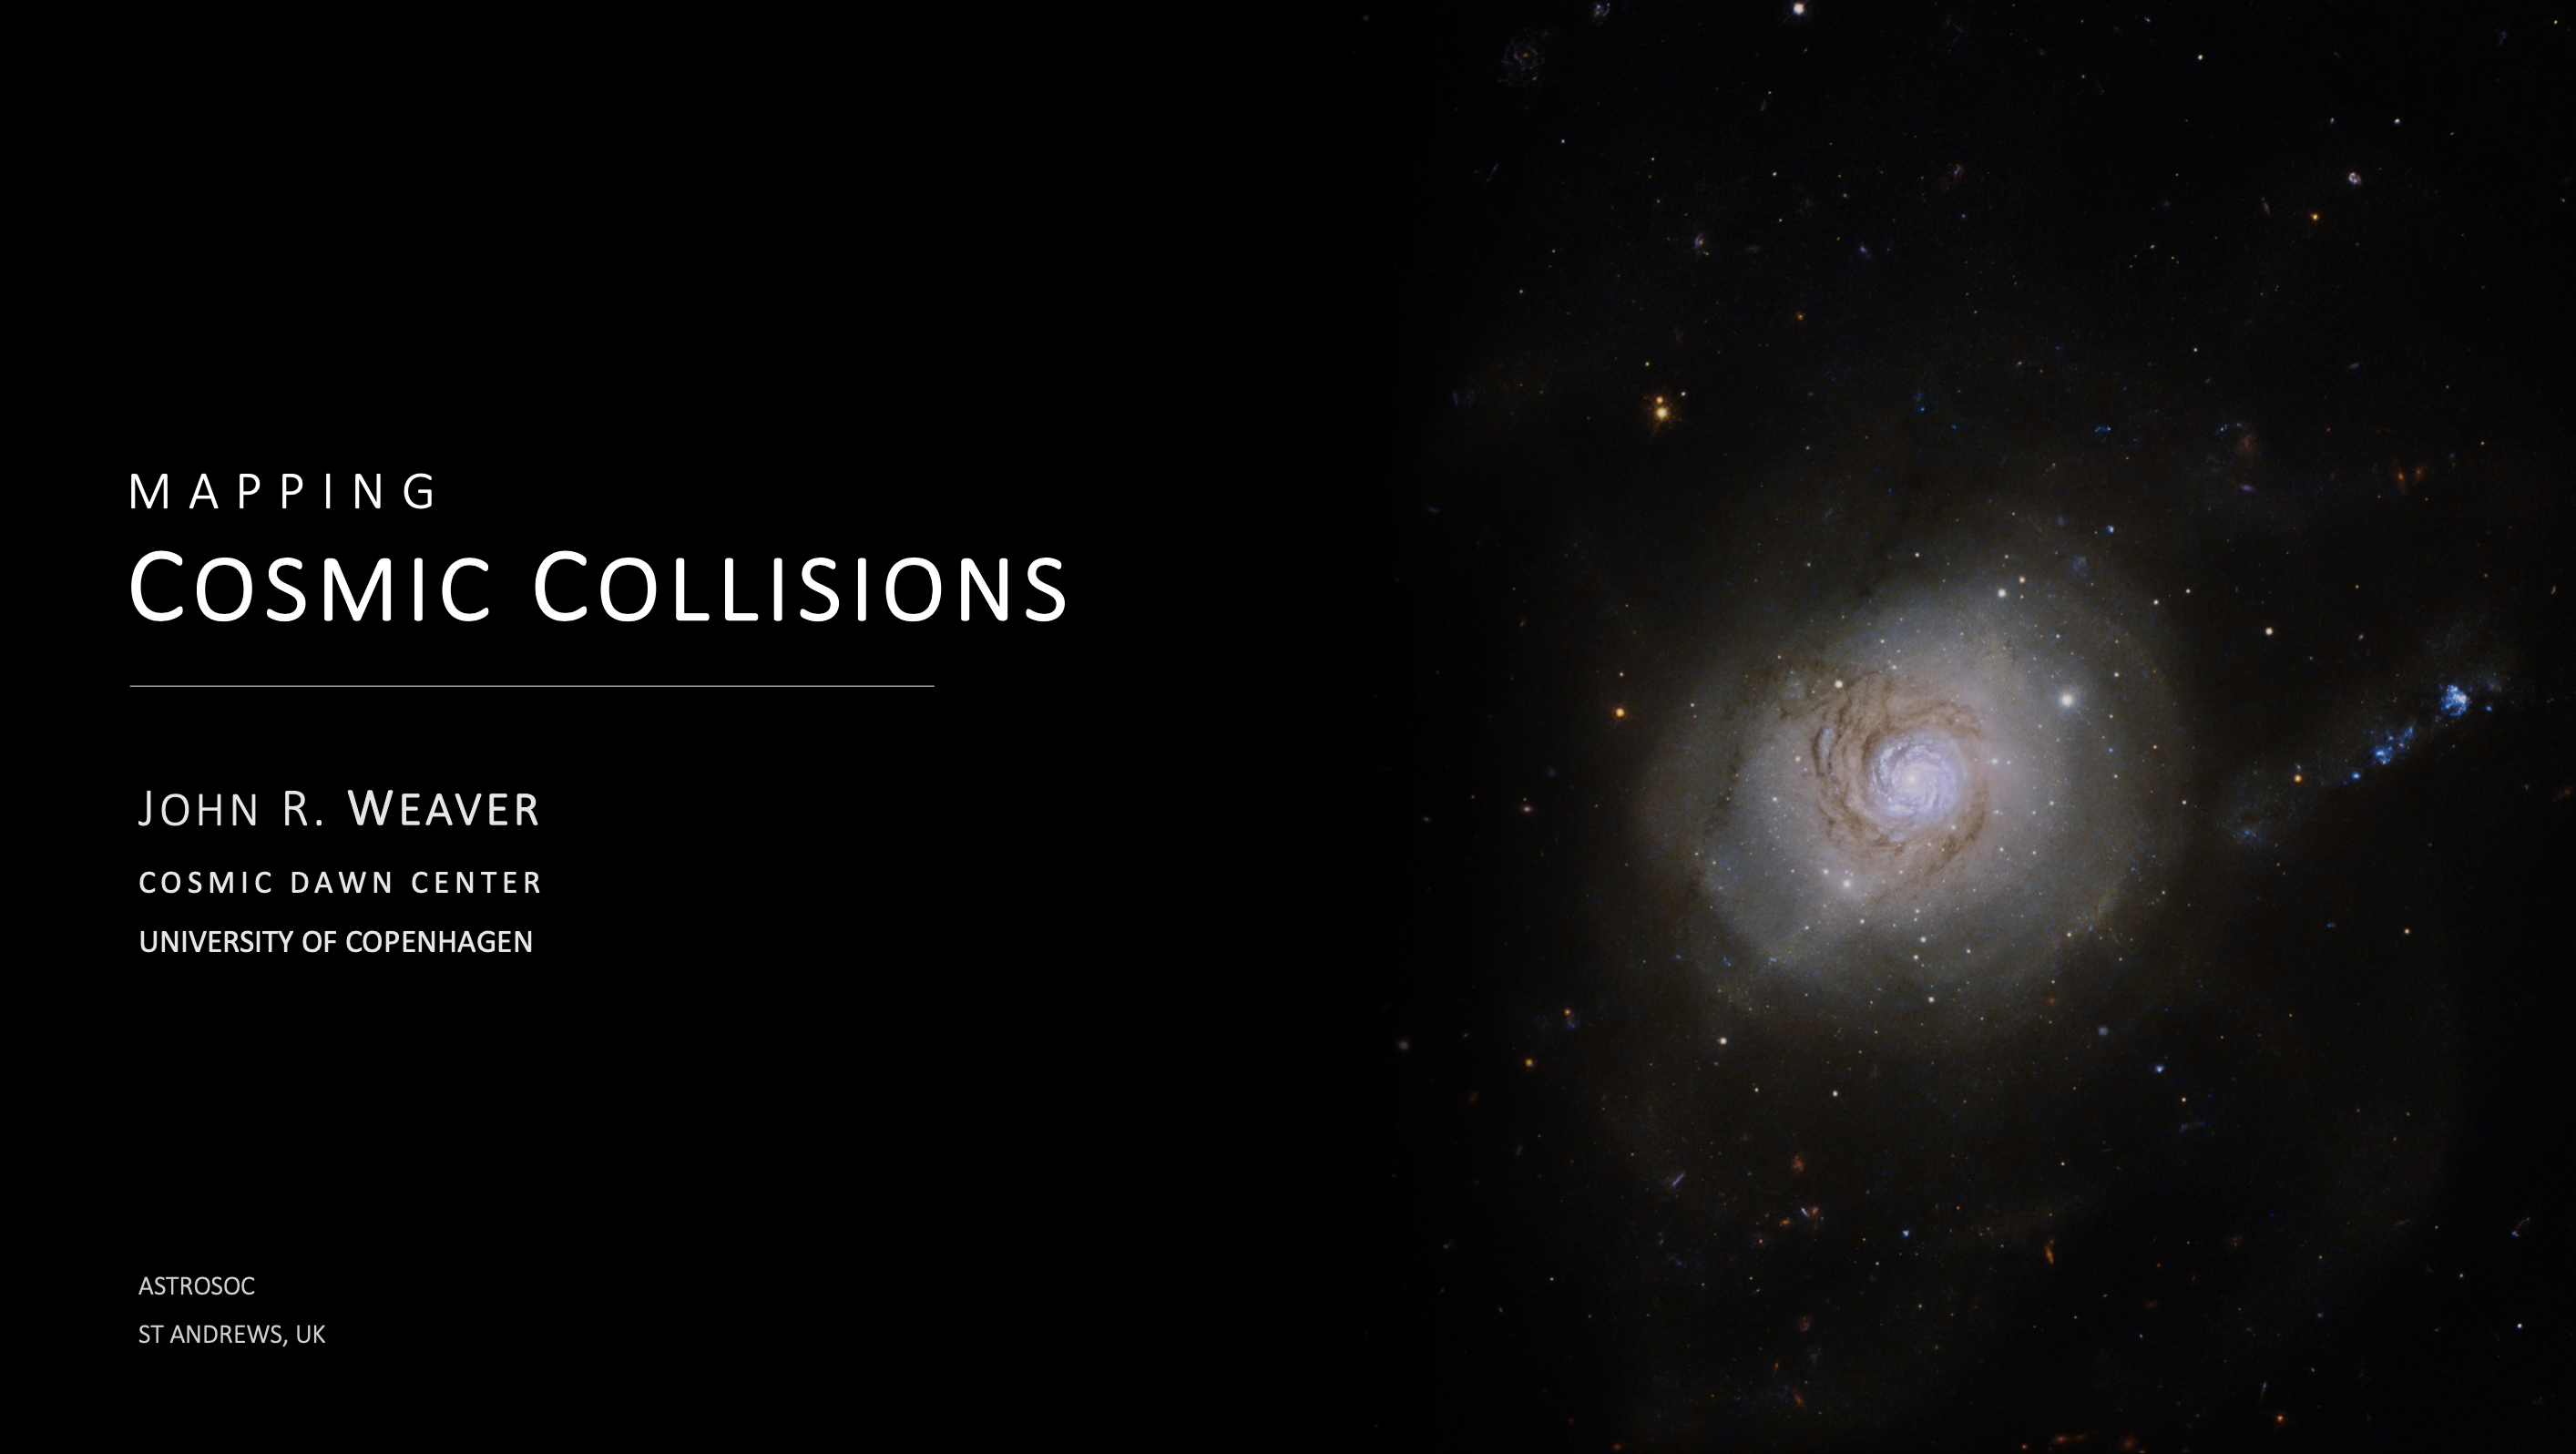 MAPPING
COSMIC COLLISIONS
JOHN R. WEAVER
COSMIC DAWN CENTER
UNIVERSITY OF COPENHAGEN
ASTROSOC
ST ANDREWS, UK